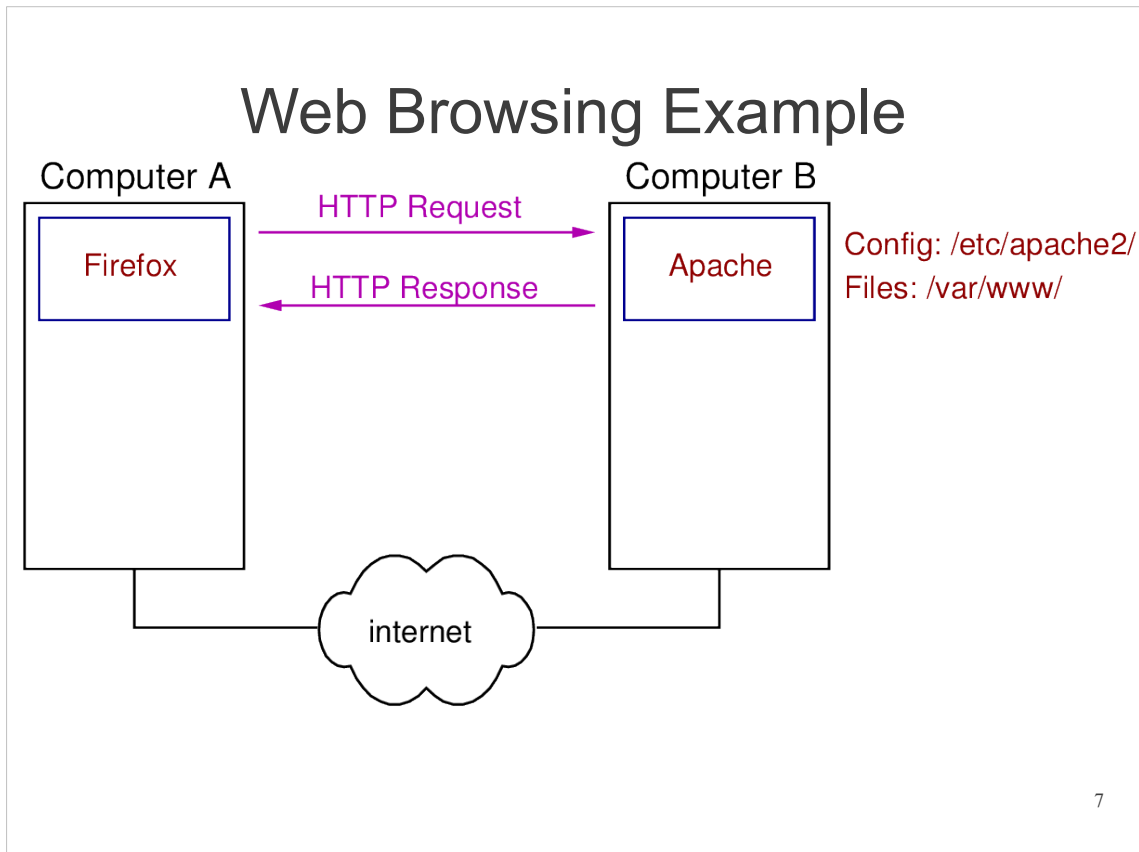 Web Browsing Example
Computer A
Computer B
HTTP Request
Firefox
Apache
Config: /etc/apache2/
HTTP Response
Files: /var/www/
internet
7